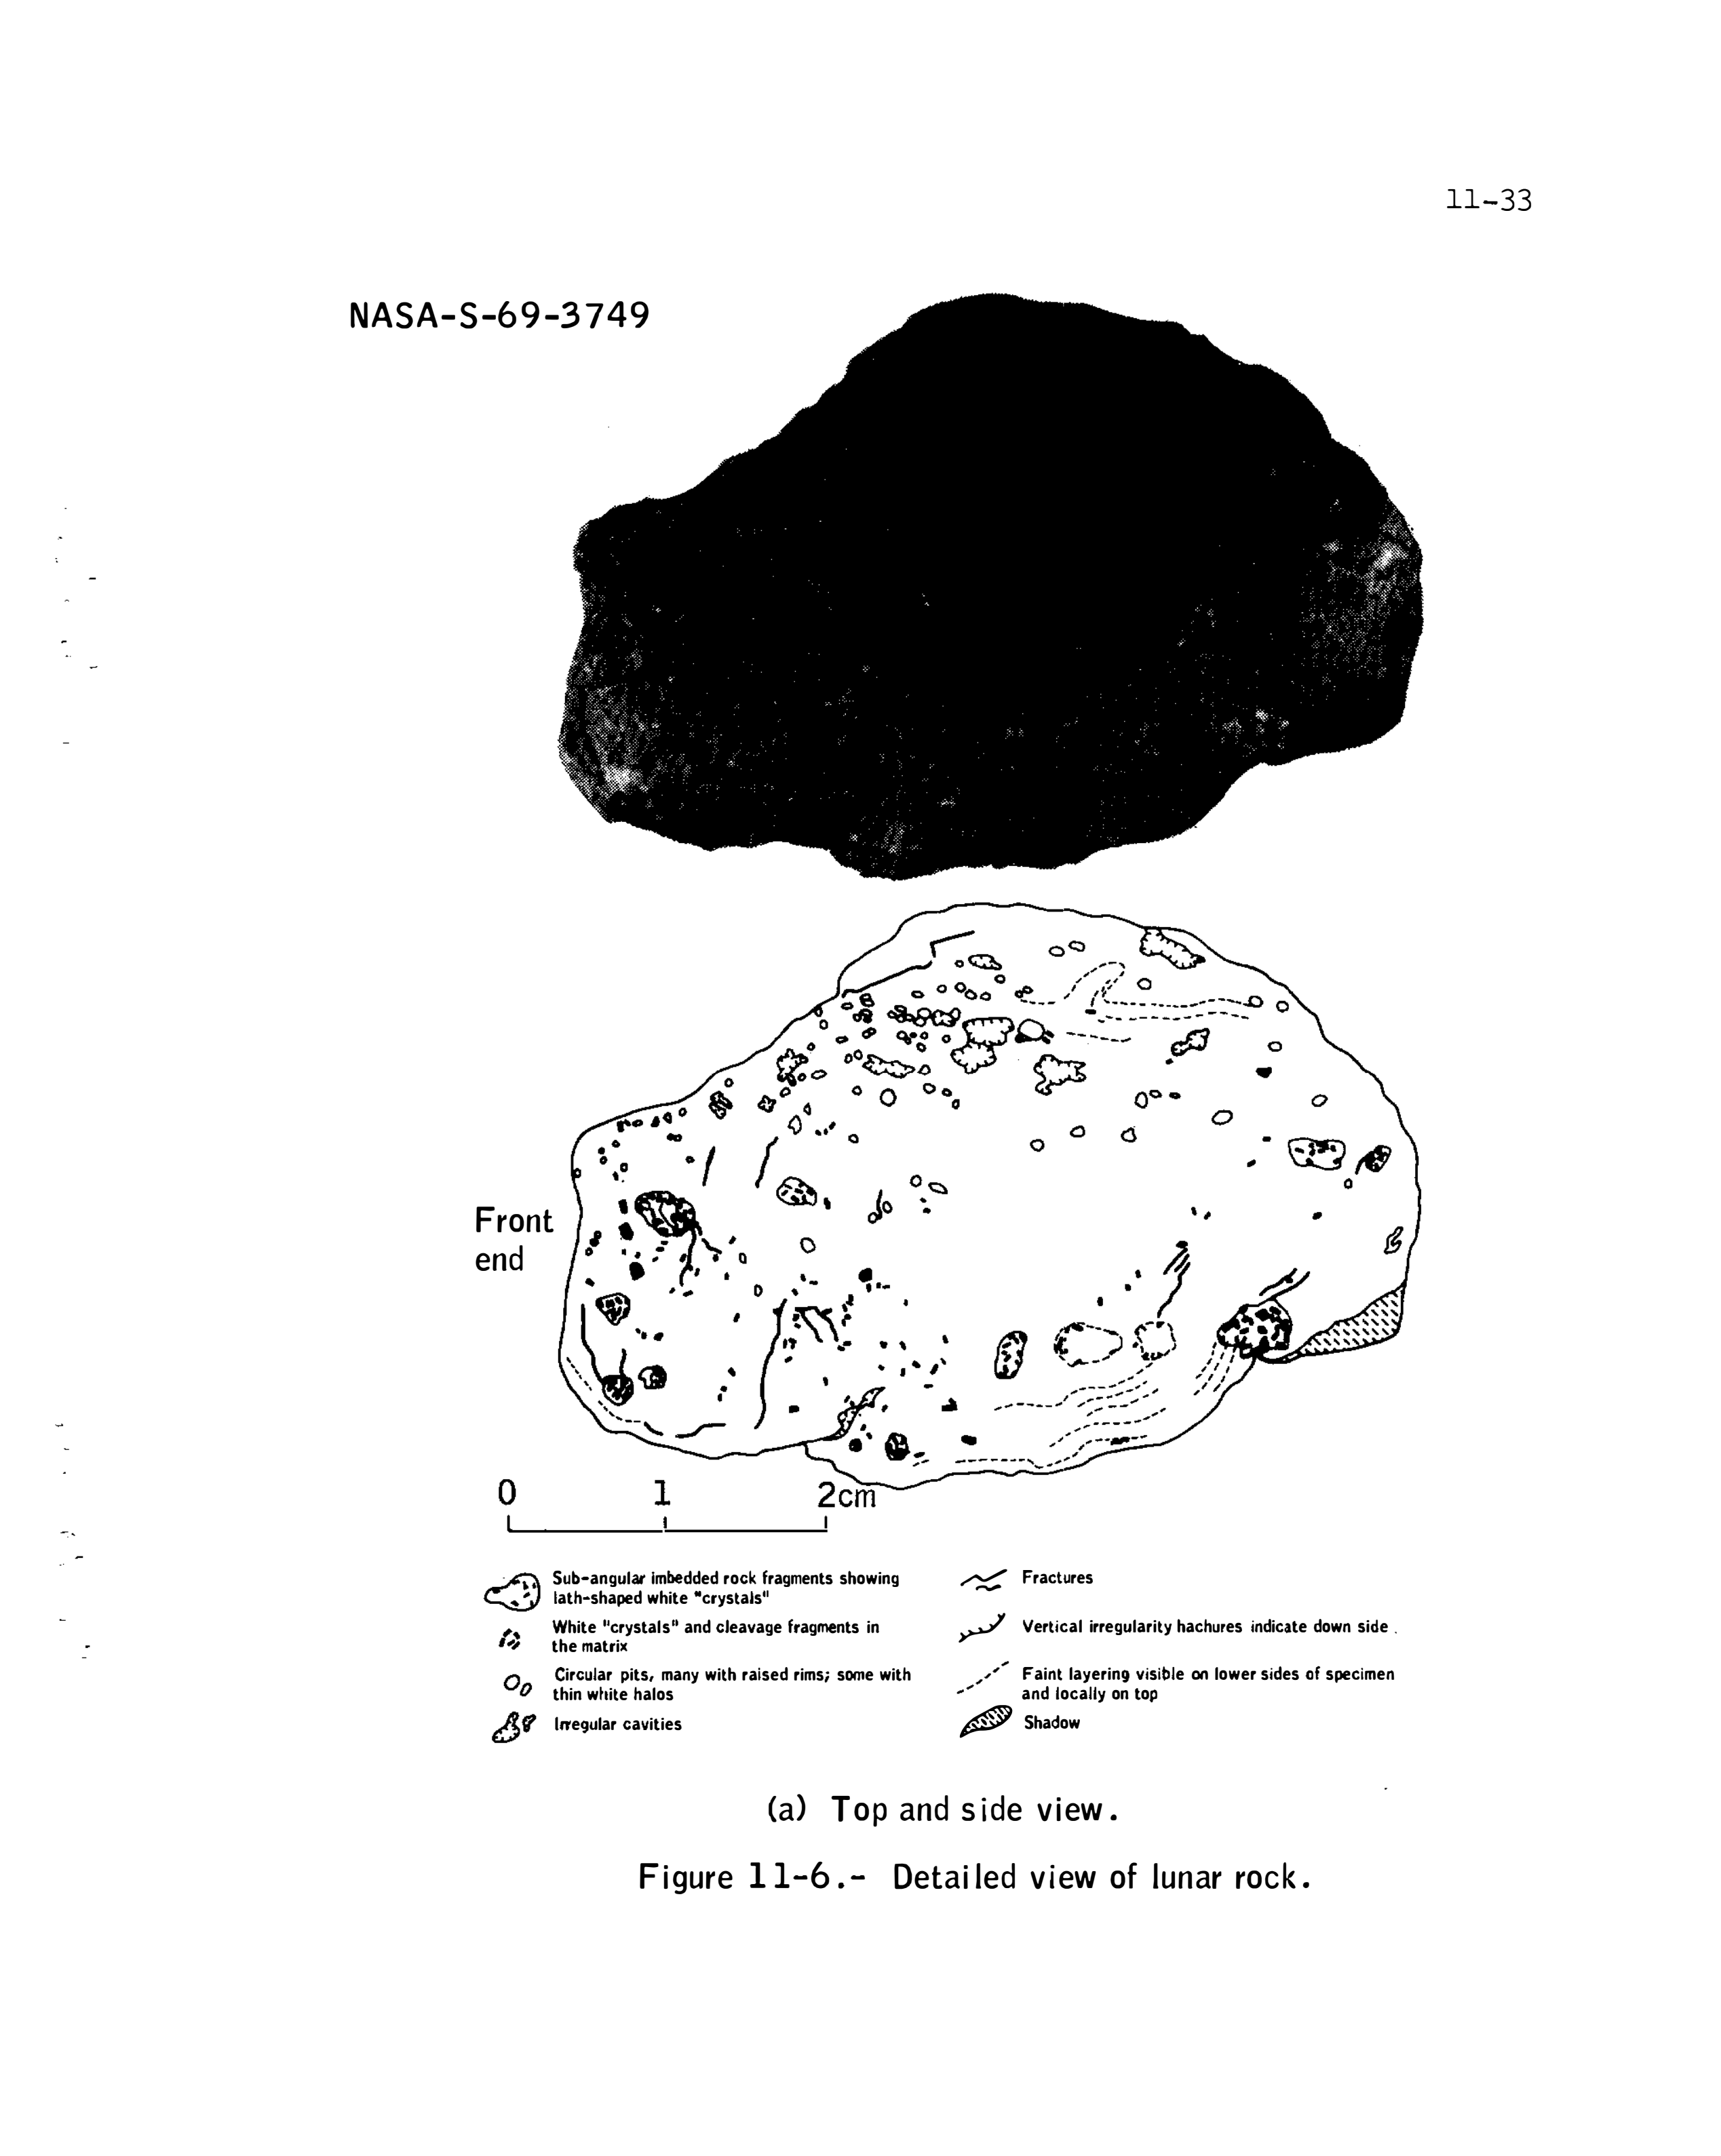 11-33
NASA-S-69-3749
Front
end
0 1 2cm
Sub-angular imbedded rock fragments showing
lath-shaped white "crystals"
White "crystals" and cleavage fragments in
the matrix
Circular pits, many with raised rims; some with
thin white halos
Irregular cavities
Fractures
Vertical irregularity hachures indicate down side .
Faint layering visible on lower sides of specimen
and locally on top
Shadow
(a) Top and side view.
Figure 11-6.- Detailed view of lunar rock.